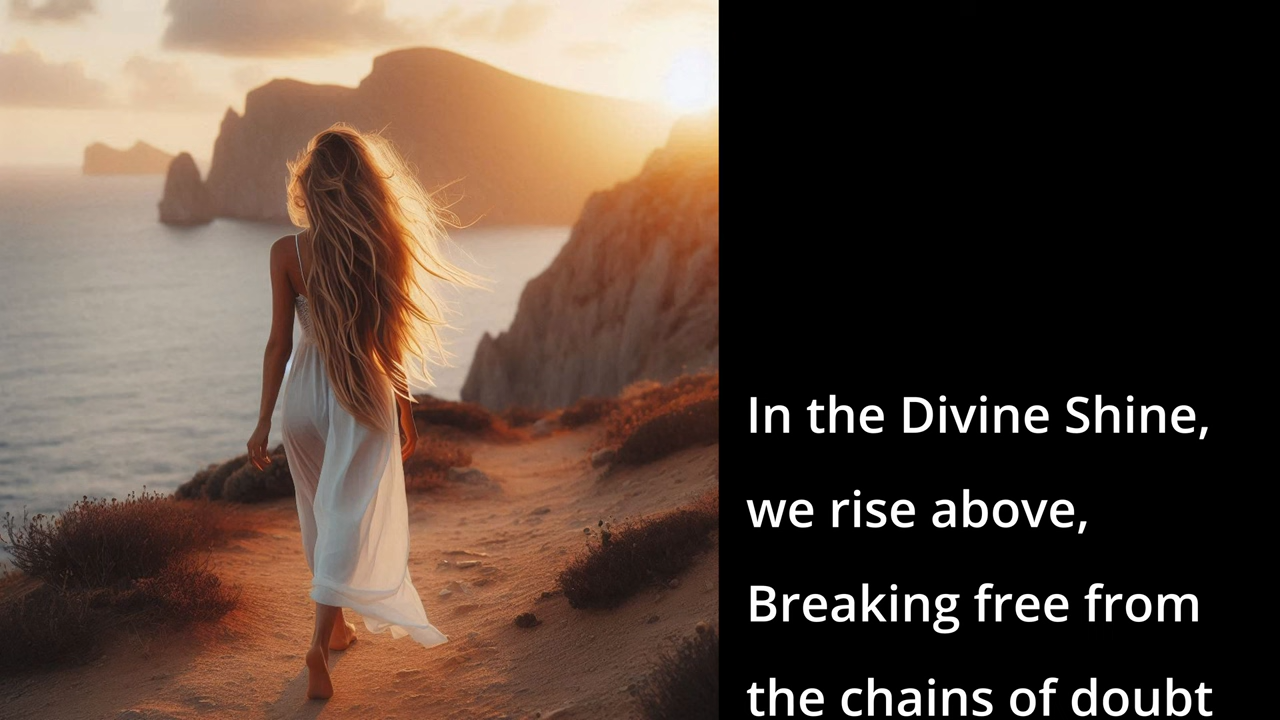 In the Divine Shine,
we rise above,
Breaking free from
the chains of doubt